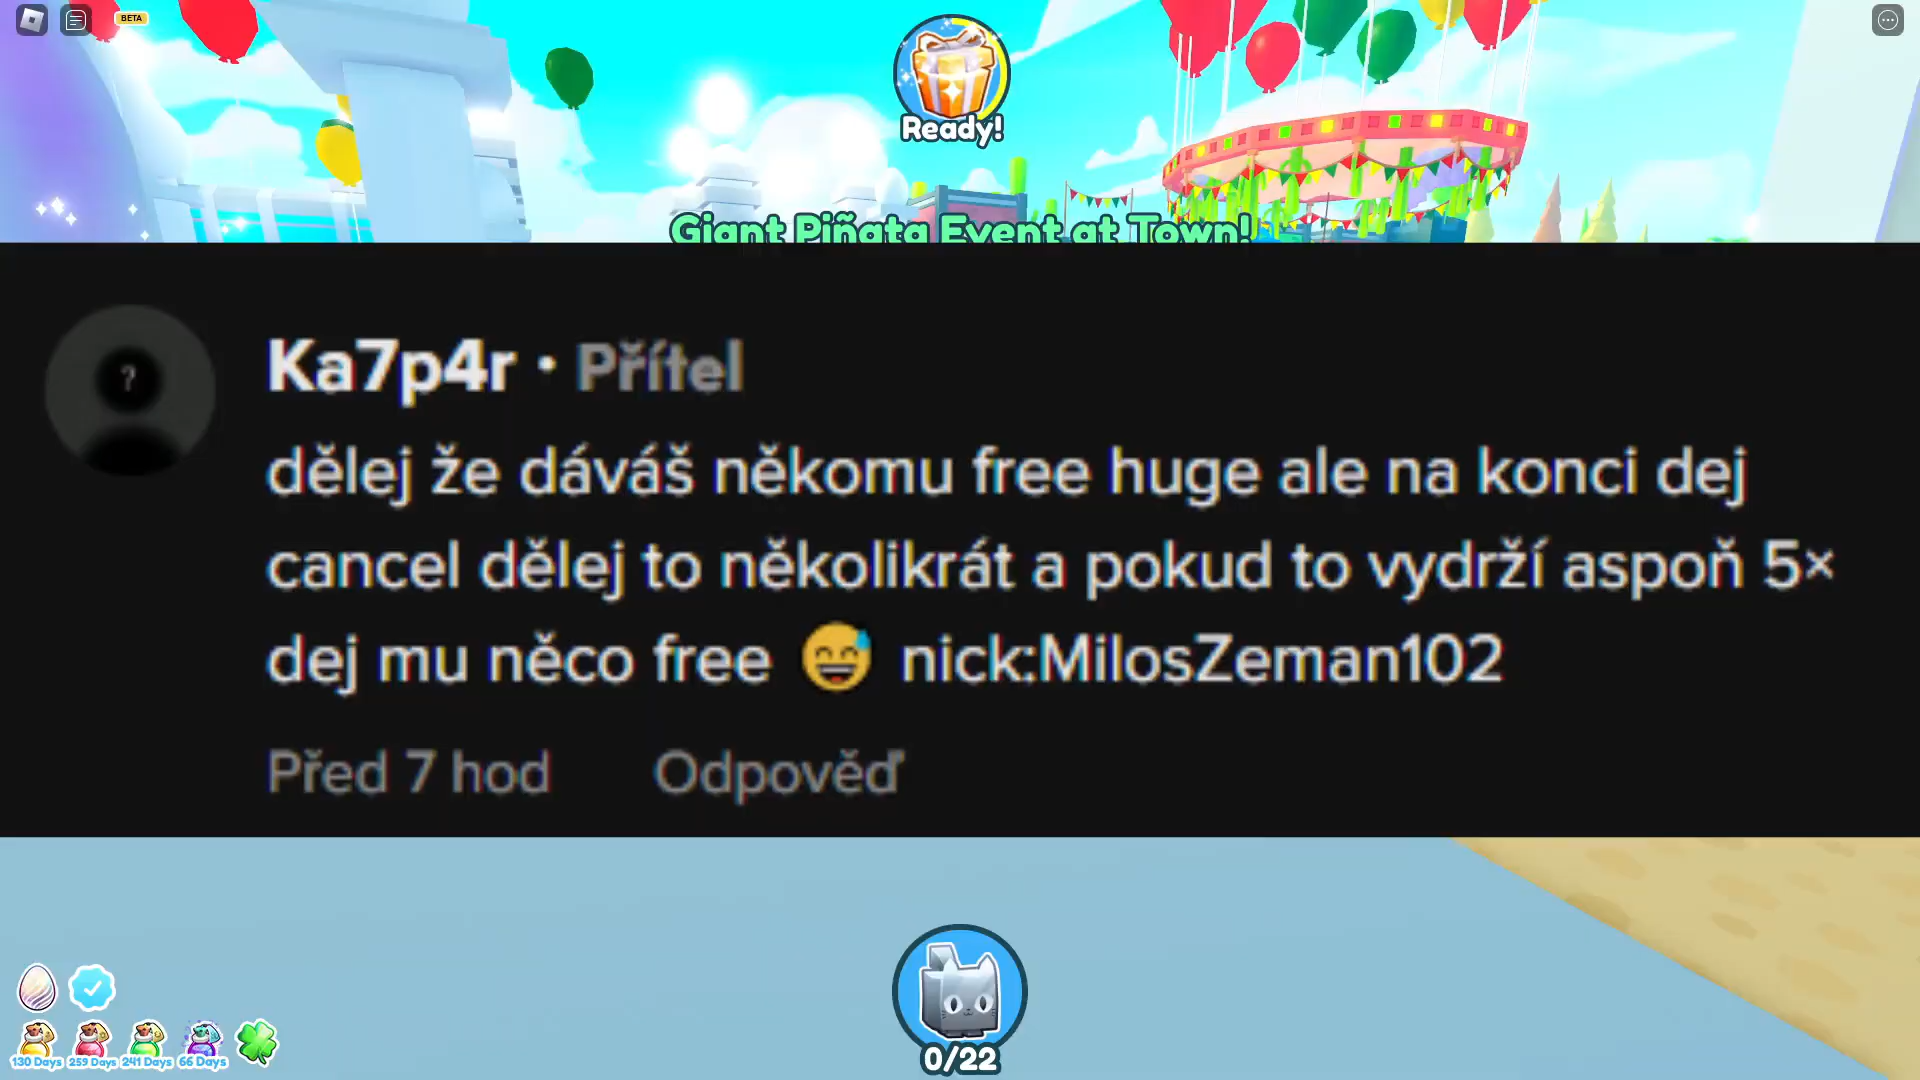 BETA
Ready!
Giant Piñata Event at Town!
Ka7p4r · Přítel
?
dělej že dáváš někomu free huge ale na konci dej
cancel dělej to několikrát a pokud to vydrží aspoň 5×
dej mu něco free 😅 nick:MilosZeman102
Před 7 hod Odpověď
130 Days 259 Days 241 Days 66 Days
0/22